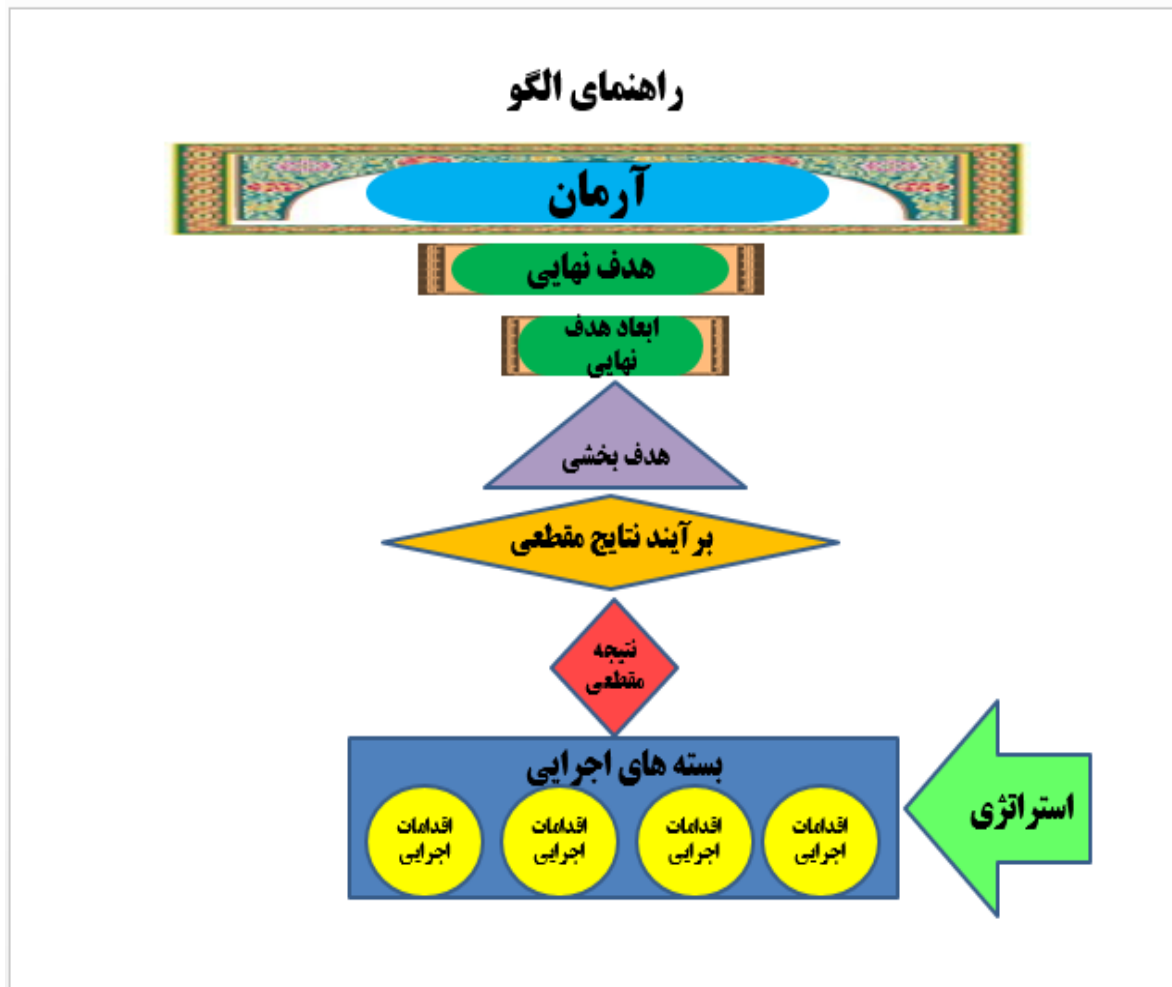 راهنمای الگو
آرمان
هدف نهایی
ابعاد هدف
نهایی
هدف بخشی
برآیند نتایج مقطعی
نتیجه
مقطعی
بسته های اجرایی
استراتژی
اقدامات
اجرایی
اقدامات
اجرایی
اقدامات
اجرایی
اقدامات
اجرایی